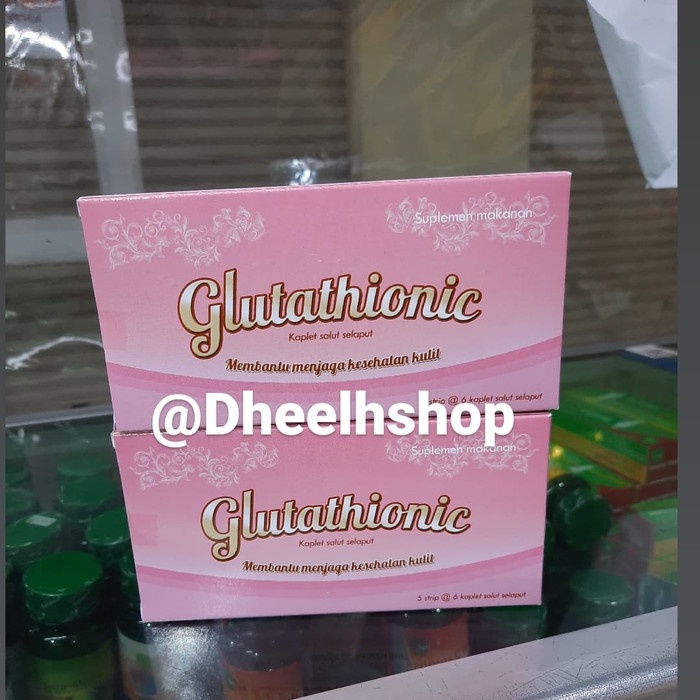 Suplemen makanan
Glutathionic
Kaplet salut selaput
Membantu menjaga kesehatan kulit
strip @ 6 kaplet salut selaput
@Dheelhshop
Suplemen makanan
Glutathionic
Kaplet salut selaput
Membantu menjaga kesehatan kulit
5 strip @ 6 kaplet salut selaput